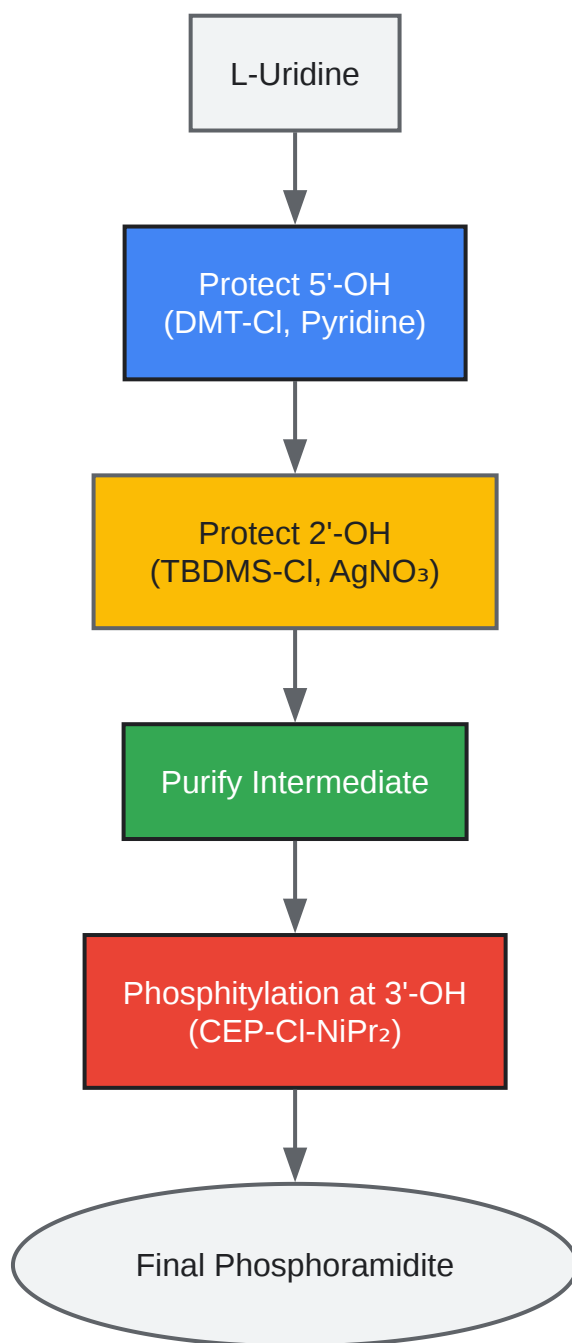 L-Uridine
Protect 5'-OH
(DMT-Cl, Pyridine)
Protect 2'-OH
(TBDMS-Cl, AgNO₃)
Purify Intermediate
Phosphitylation at 3'-OH
(CEP-Cl-NiPr₂)
Final Phosphoramidite